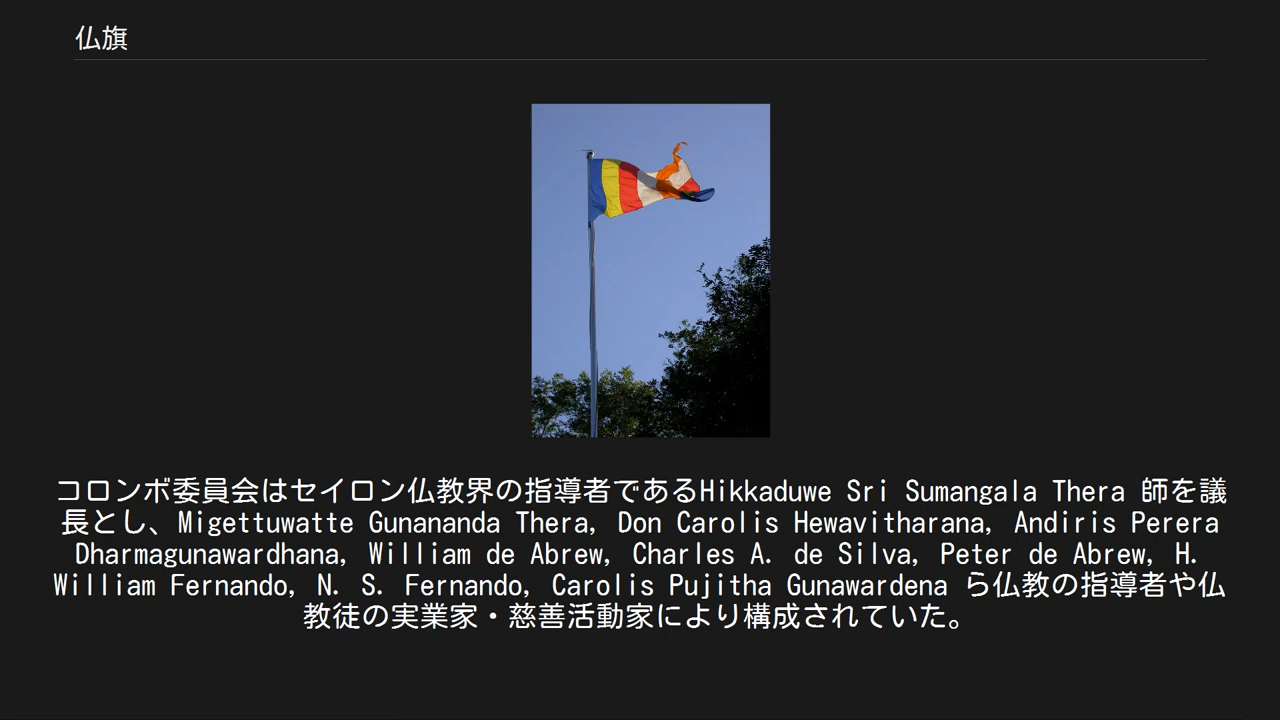 仏旗
コロンボ委員会はセイロン仏教界の指導者であるHikkaduwe Sri Sumangala Thera 師を議
長とし、Migettuwatte Gunananda Thera, Don Carolis Hewavitharana, Andiris Perera
Dharmagunawardhana, William de Abrew, Charles A. de Silva, Peter de Abrew, H.
William Fernando, N. S. Fernando, Carolis Pujitha Gunawardena ら仏教の指導者や仏
教徒の実業家・慈善活動家により構成されていた。